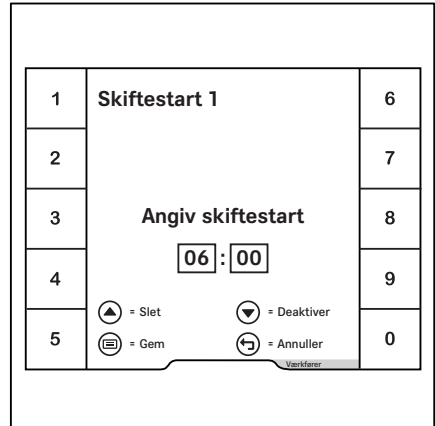 1 Skiftestart 1 6
2 7
3 Angiv skiftestart 8
06 : 00
4 9
= Slet = Deaktiver
5 = Gem = Annuller 0
Værkfører